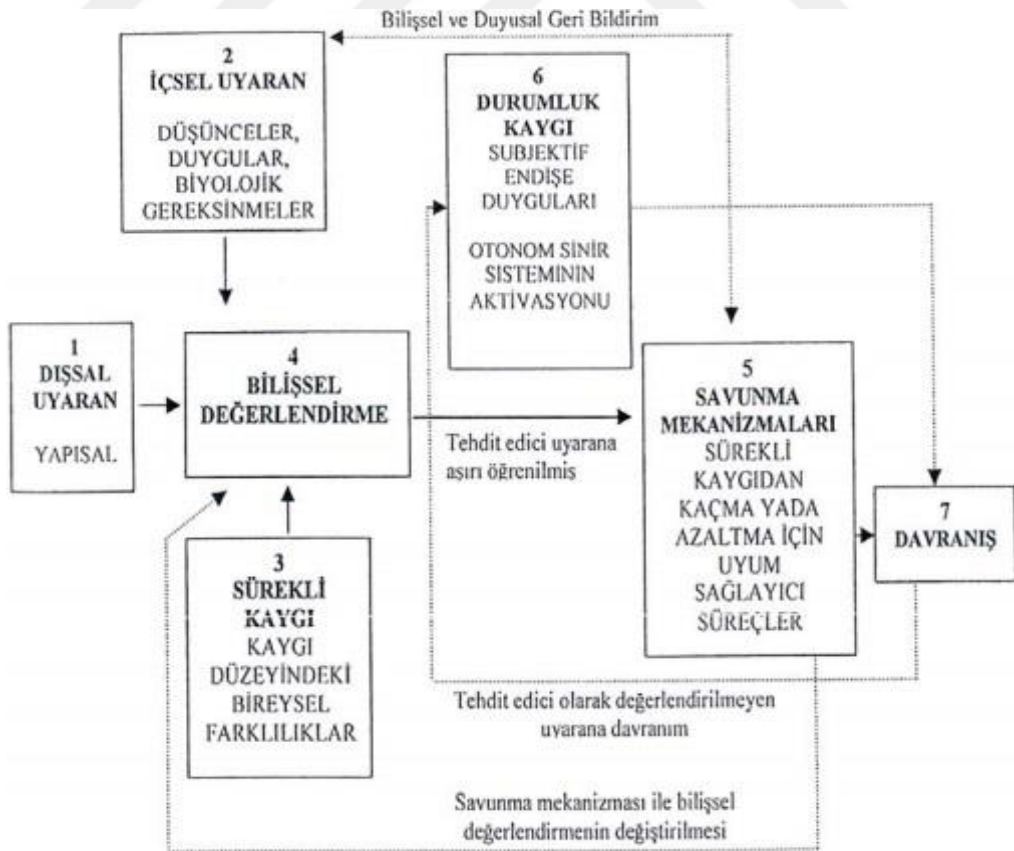 Bilişsel ve Duyusal Geri Bildirim
2
İÇSEL UYARAN
DÜŞÜNCELER,
DUYGULAR,
BİYOLOJİK
GEREKSİNMELER
6
DURUMLUK
KAYGI
SUBJEKTİF
ENDİŞE
DUYGULARI
OTONOM SİNİR
SİSTEMİNİN
AKTİVASYONU
1
DIŞSAL
UYARAN
YAPISAL
4
BİLİŞSEL
DEĞERLENDİRME
Tehdit edici uyarana
aşırı öğrenilmiş
5
SAVUNMA
MEKANİZMALARI
SÜREKLİ
KAYGIDAN
KAÇMA YADA
AZALTMA İÇİN
UYUM
SAĞLAYICI
SÜREÇLER
7
DAVRANIŞ
3
SÜREKLİ
KAYGI
KAYGI
DÜZEYİNDEKİ
BİREYSEL
FARKLILIKLAR
Tehdit edici olarak değerlendirilmeyen
uyarana davranım
Savunma mekanizması ile bilişsel
değerlendirmenin değiştirilmesi